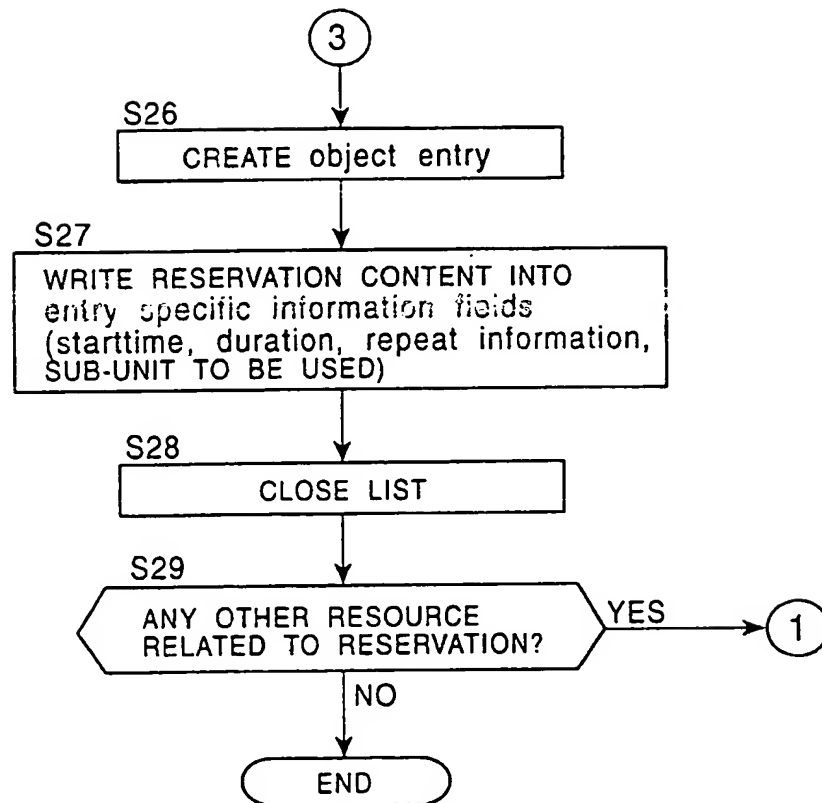 3
S26
CREATE object entry
S27
WRITE RESERVATION CONTENT INTO
entry specific information fields
(starttime, duration, repeat information,
SUB-UNIT TO BE USED)
S28
CLOSE LIST
S29
ANY OTHER RESOURCE
RELATED TO RESERVATION?
YES
1
NO
END